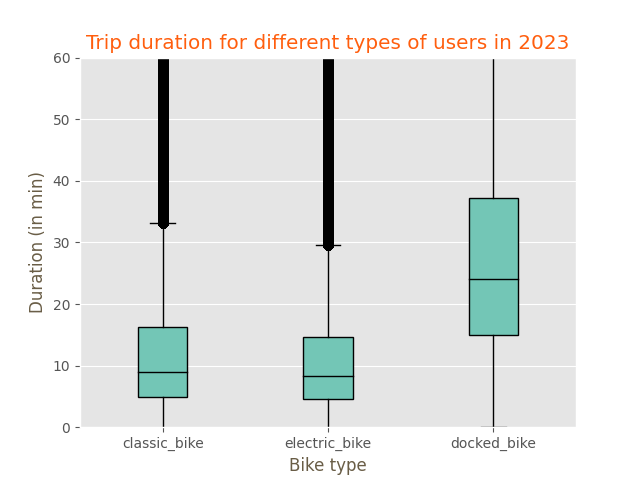 Trip duration for different types of users in 2023
60
50
40
30
20
10
0
Duration (in min)
classic_bike electric_bike docked_bike
Bike type